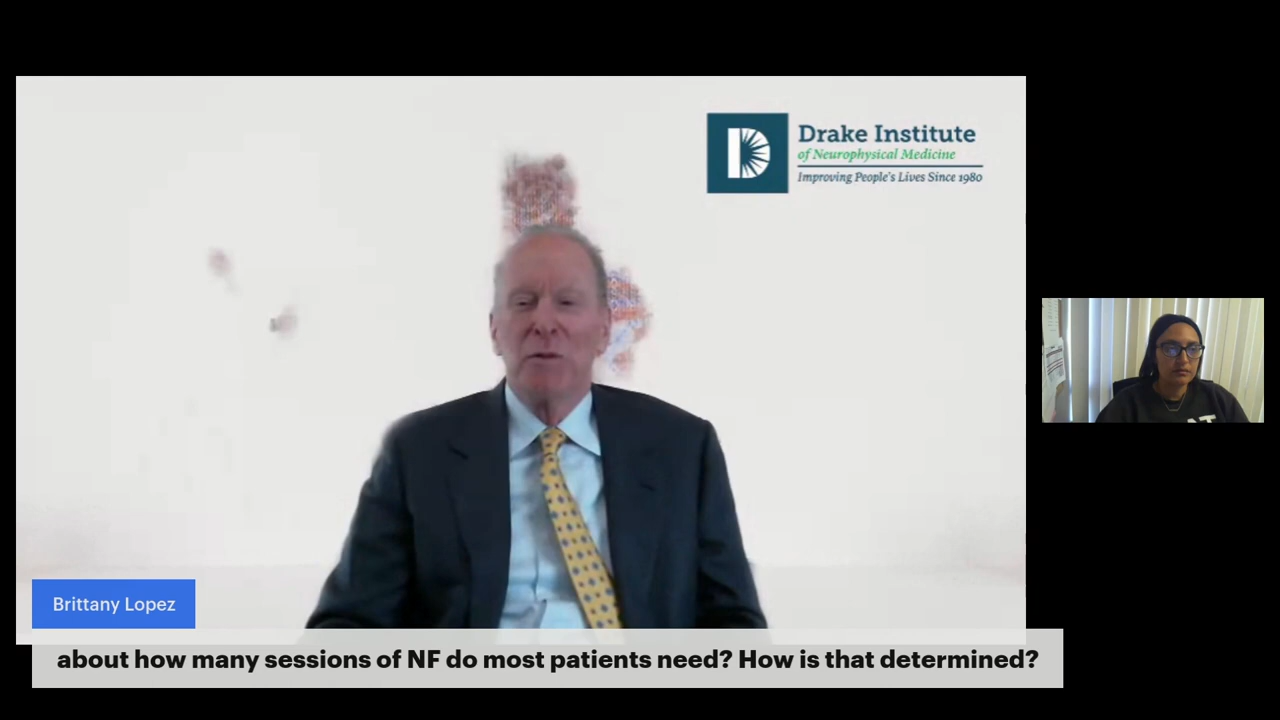 Drake Institute
of Neurophysical Medicine
Improving People's Lives Since 1980
Brittany Lopez
about how many sessions of NF do most patients need? How is that determined?